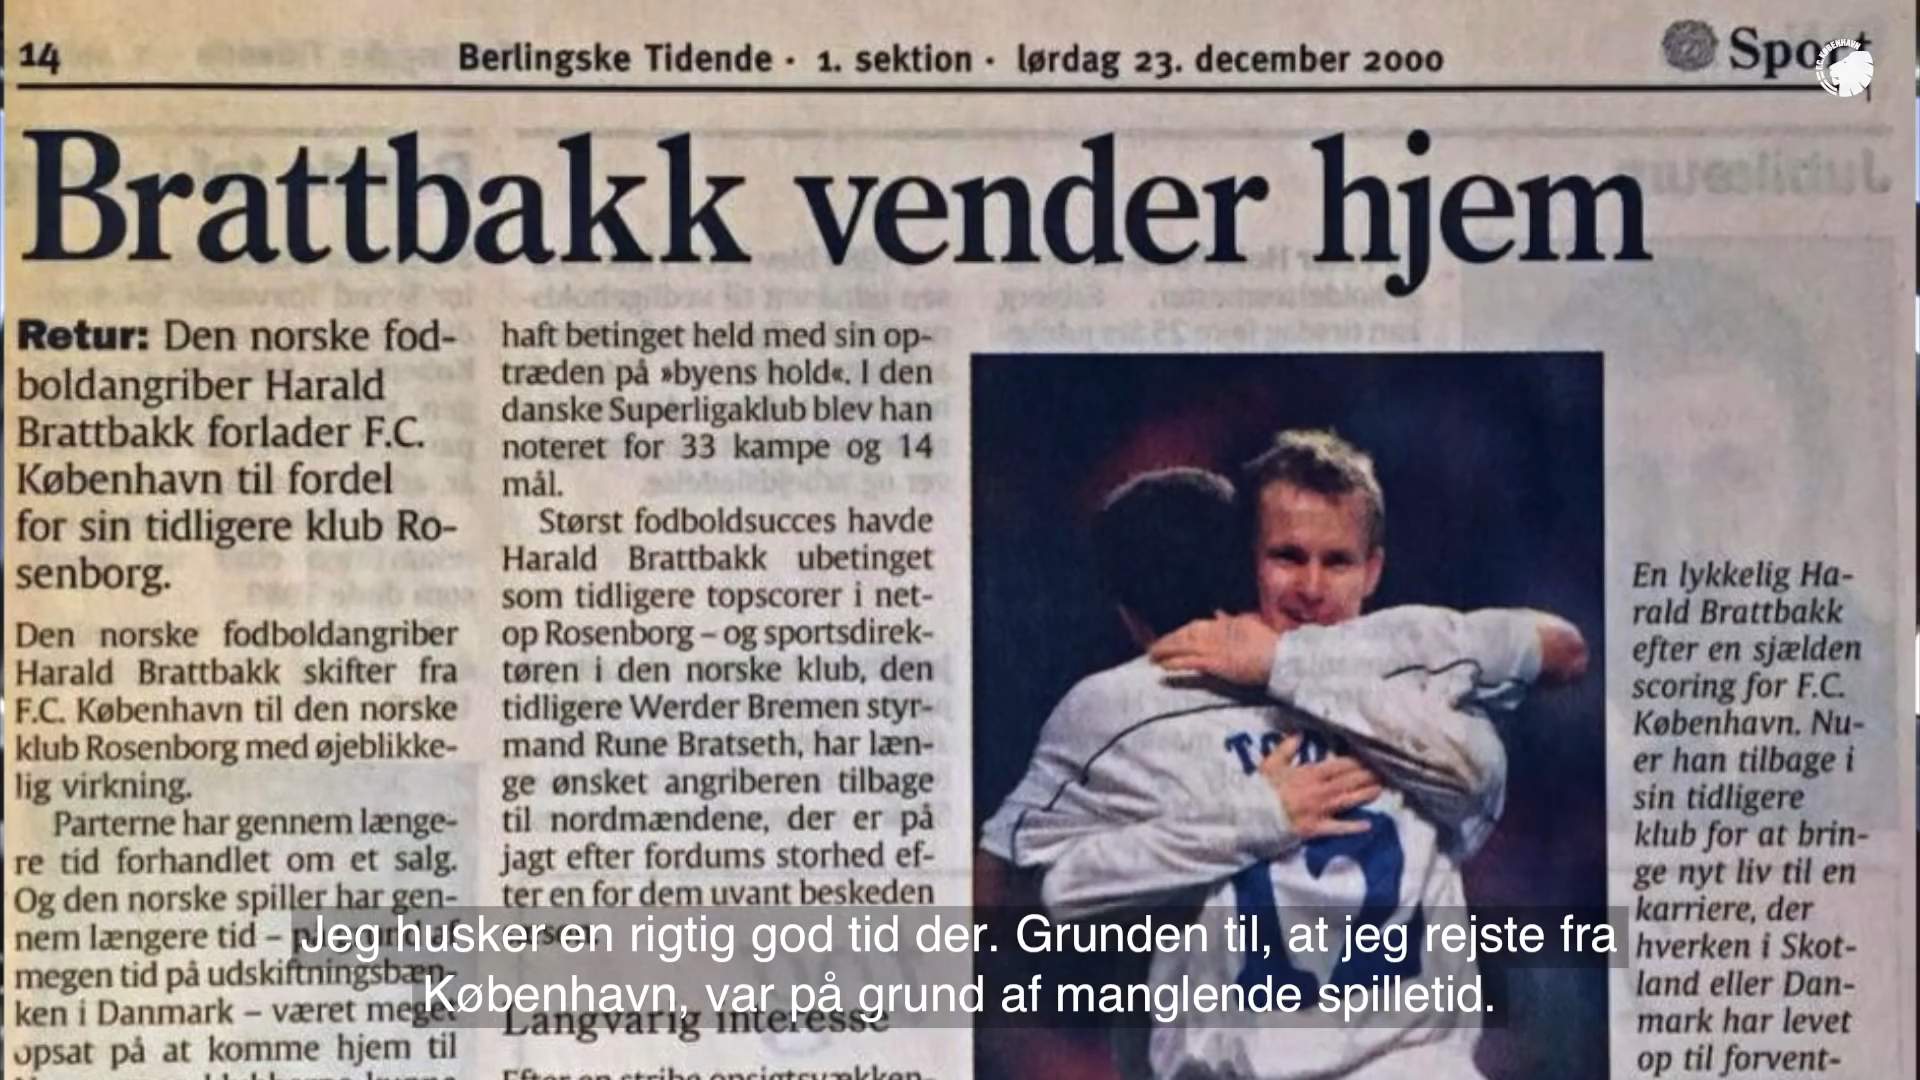 14
Berlingske Tidende · 1. sektion · lørdag 23. december 2000
Sport
Brattbakk vender hjem
Retur: Den norske fod-
boldangriber Harald
Brattbakk forlader F.C.
København til fordel
for sin tidligere klub Ro-
senborg.
Den norske fodboldangriber
Harald Brattbakk skifter fra
F.C. København til den norske
klub Rosenborg med øjeblikke-
lig virkning.
Parterne har gennem længe-
re tid forhandlet om et salg.
Og den norske spiller har gen-
nem længere tid –
megen tid på udskiftningsbæn-
ken i Danmark – været meget
opsat på at komme hjem til
haft betinget held med sin op-
træden på »byens hold«. I den
danske Superligaklub blev han
noteret for 33 kampe og 14
mål.
Størst fodboldsucces havde
Harald Brattbakk ubetinget
som tidligere topscorer i net-
op Rosenborg – og sportsdirek-
tøren i den norske klub, den
tidligere Werder Bremen styr-
mand Rune Bratseth, har læn-
ge ønsket angriberen tilbage
til nordmændene, der er på
jagt efter fordums storhed ef-
ter en for dem uvant beskeden
Langvarig interesse
Efter en stribe
12
En lykkelig Ha-
rald Brattbakk
efter en sjælden
scoring for F.C.
København. Nu-
er han tilbage i
sin tidligere
klub for at brin-
ge nyt liv til en
karriere, der
hverken i Skot-
land eller Dan-
mark har levet
op til forvent-
Jeg husker en rigtig god tid der. Grunden til, at jeg rejste fra
København, var på grund af manglende spilletid.